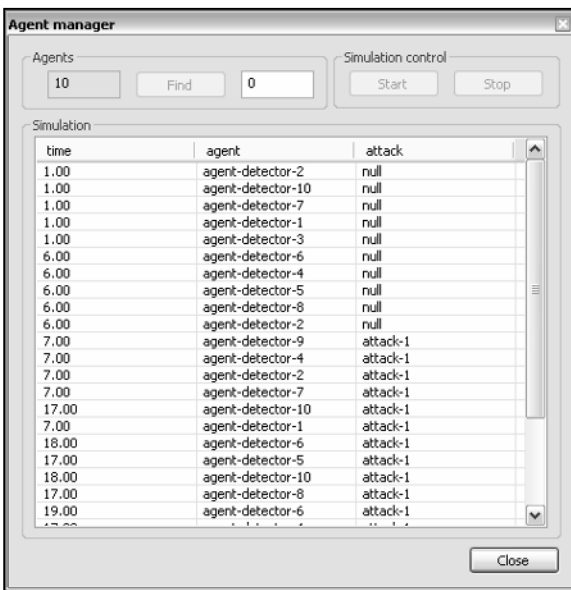 Agent manager
Agents
Simulation control
10 Find 0 Start Stop
Simulation
time agent attack
1.00 agent-detector-2 null
1.00 agent-detector-10 null
1.00 agent-detector-7 null
1.00 agent-detector-1 null
1.00 agent-detector-3 null
6.00 agent-detector-6 null
6.00 agent-detector-4 null
6.00 agent-detector-5 null
6.00 agent-detector-8 null
6.00 agent-detector-2 null
7.00 agent-detector-9 attack-1
7.00 agent-detector-4 attack-1
7.00 agent-detector-2 attack-1
7.00 agent-detector-7 attack-1
17.00 agent-detector-10 attack-1
7.00 agent-detector-1 attack-1
18.00 agent-detector-6 attack-1
17.00 agent-detector-5 attack-1
18.00 agent-detector-10 attack-1
17.00 agent-detector-8 attack-1
19.00 agent-detector-6 attack-1
Close